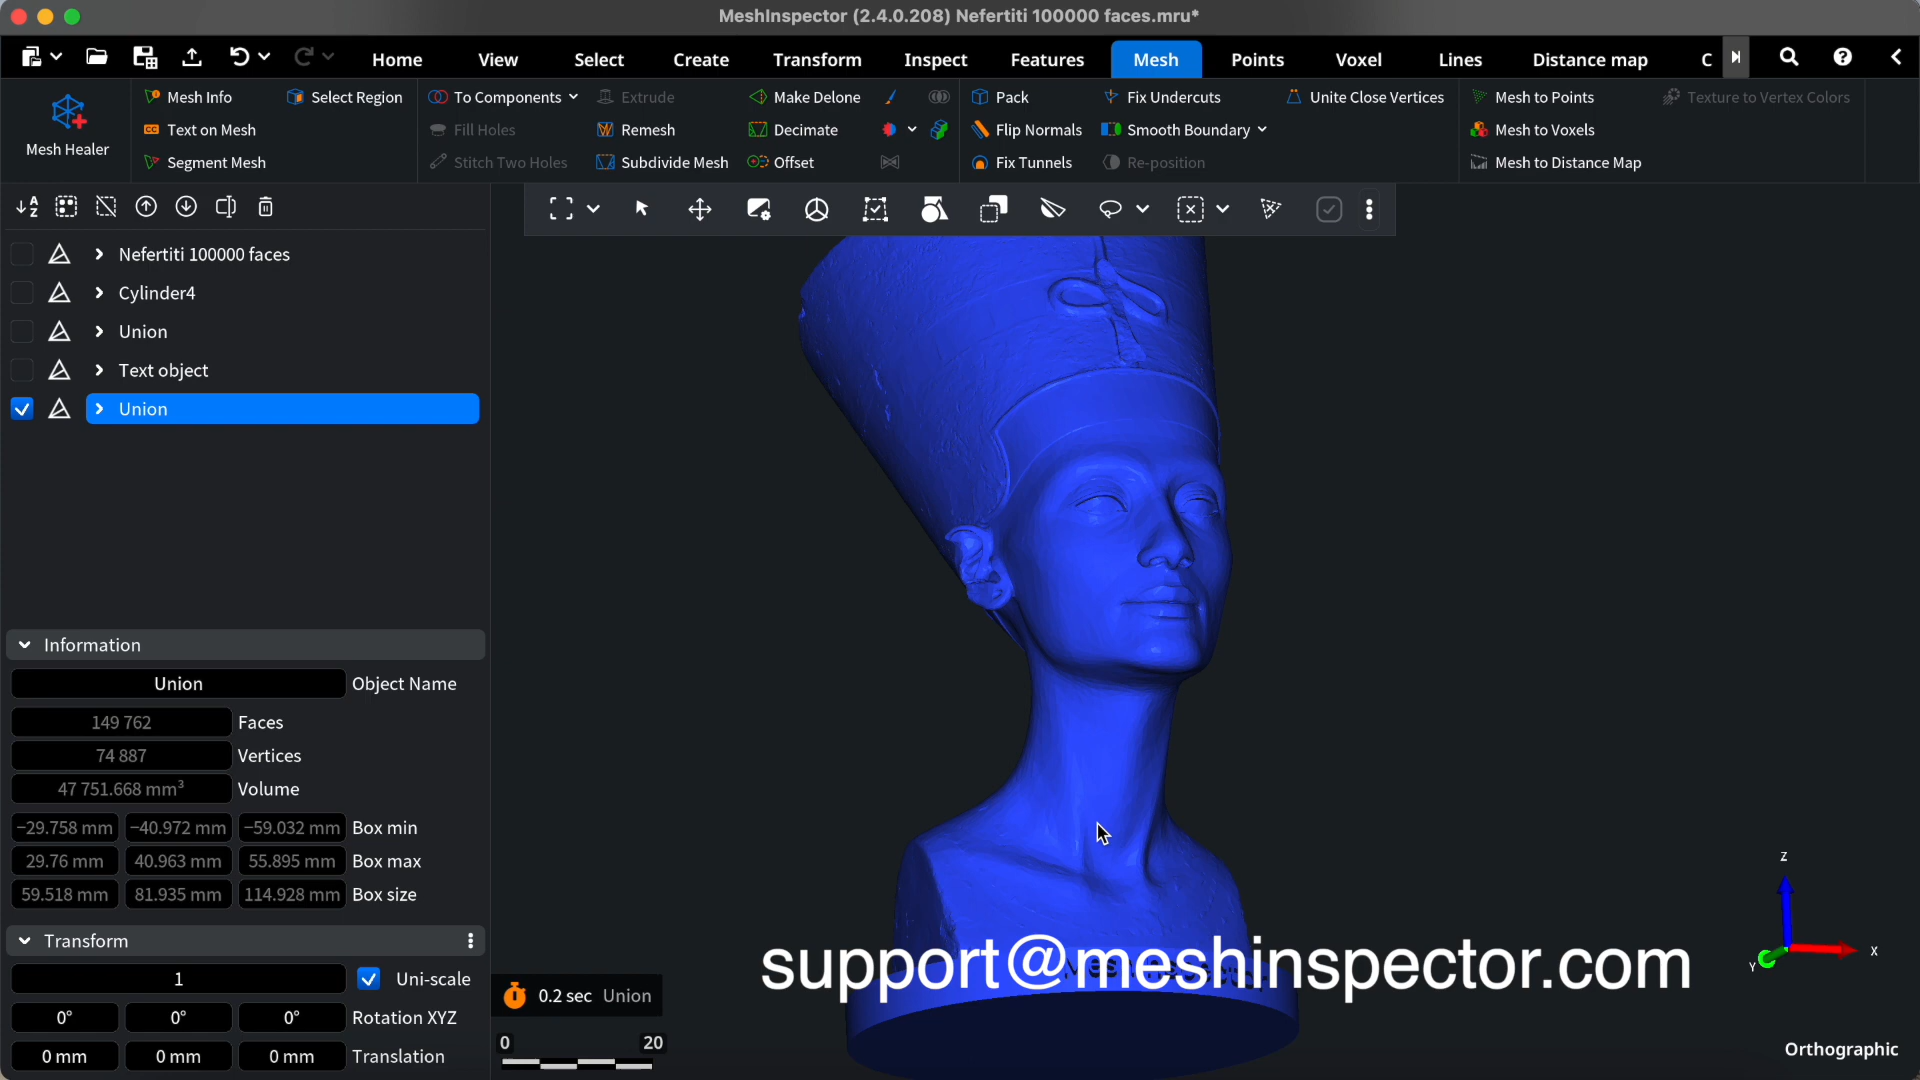 MeshInspector (2.4.0.208) Nefertiti 100000 faces.mru*
Home View Select Create Transform Inspect Features Mesh Points Voxel Lines Distance map C
Mesh Healer
Mesh Info
Text on Mesh
Segment Mesh
Select Region
To Components
Fill Holes
Stitch Two Holes
Extrude
Remesh
Subdivide Mesh
Make Delone
Decimate
Offset
Pack
Flip Normals
Fix Tunnels
Fix Undercuts
Smooth Boundary
Re-position
Unite Close Vertices
Mesh to Points
Mesh to Voxels
Mesh to Distance Map
Texture to Vertex Colors
Nefertiti 100000 faces
Cylinder4
Union
Text object
Union
Information
Union Object Name
149 762 Faces
74 887 Vertices
47 751.668 mm³ Volume
−29.758 mm −40.972 mm −59.032 mm Box min
29.76 mm 40.963 mm 55.895 mm Box max
59.518 mm 81.935 mm 114.928 mm Box size
Transform
1 Uni-scale
0° 0° 0° Rotation XYZ
0 mm 0 mm 0 mm Translation
0.2 sec Union
0 20
support@meshinspector.com
Z
X
Y
Orthographic